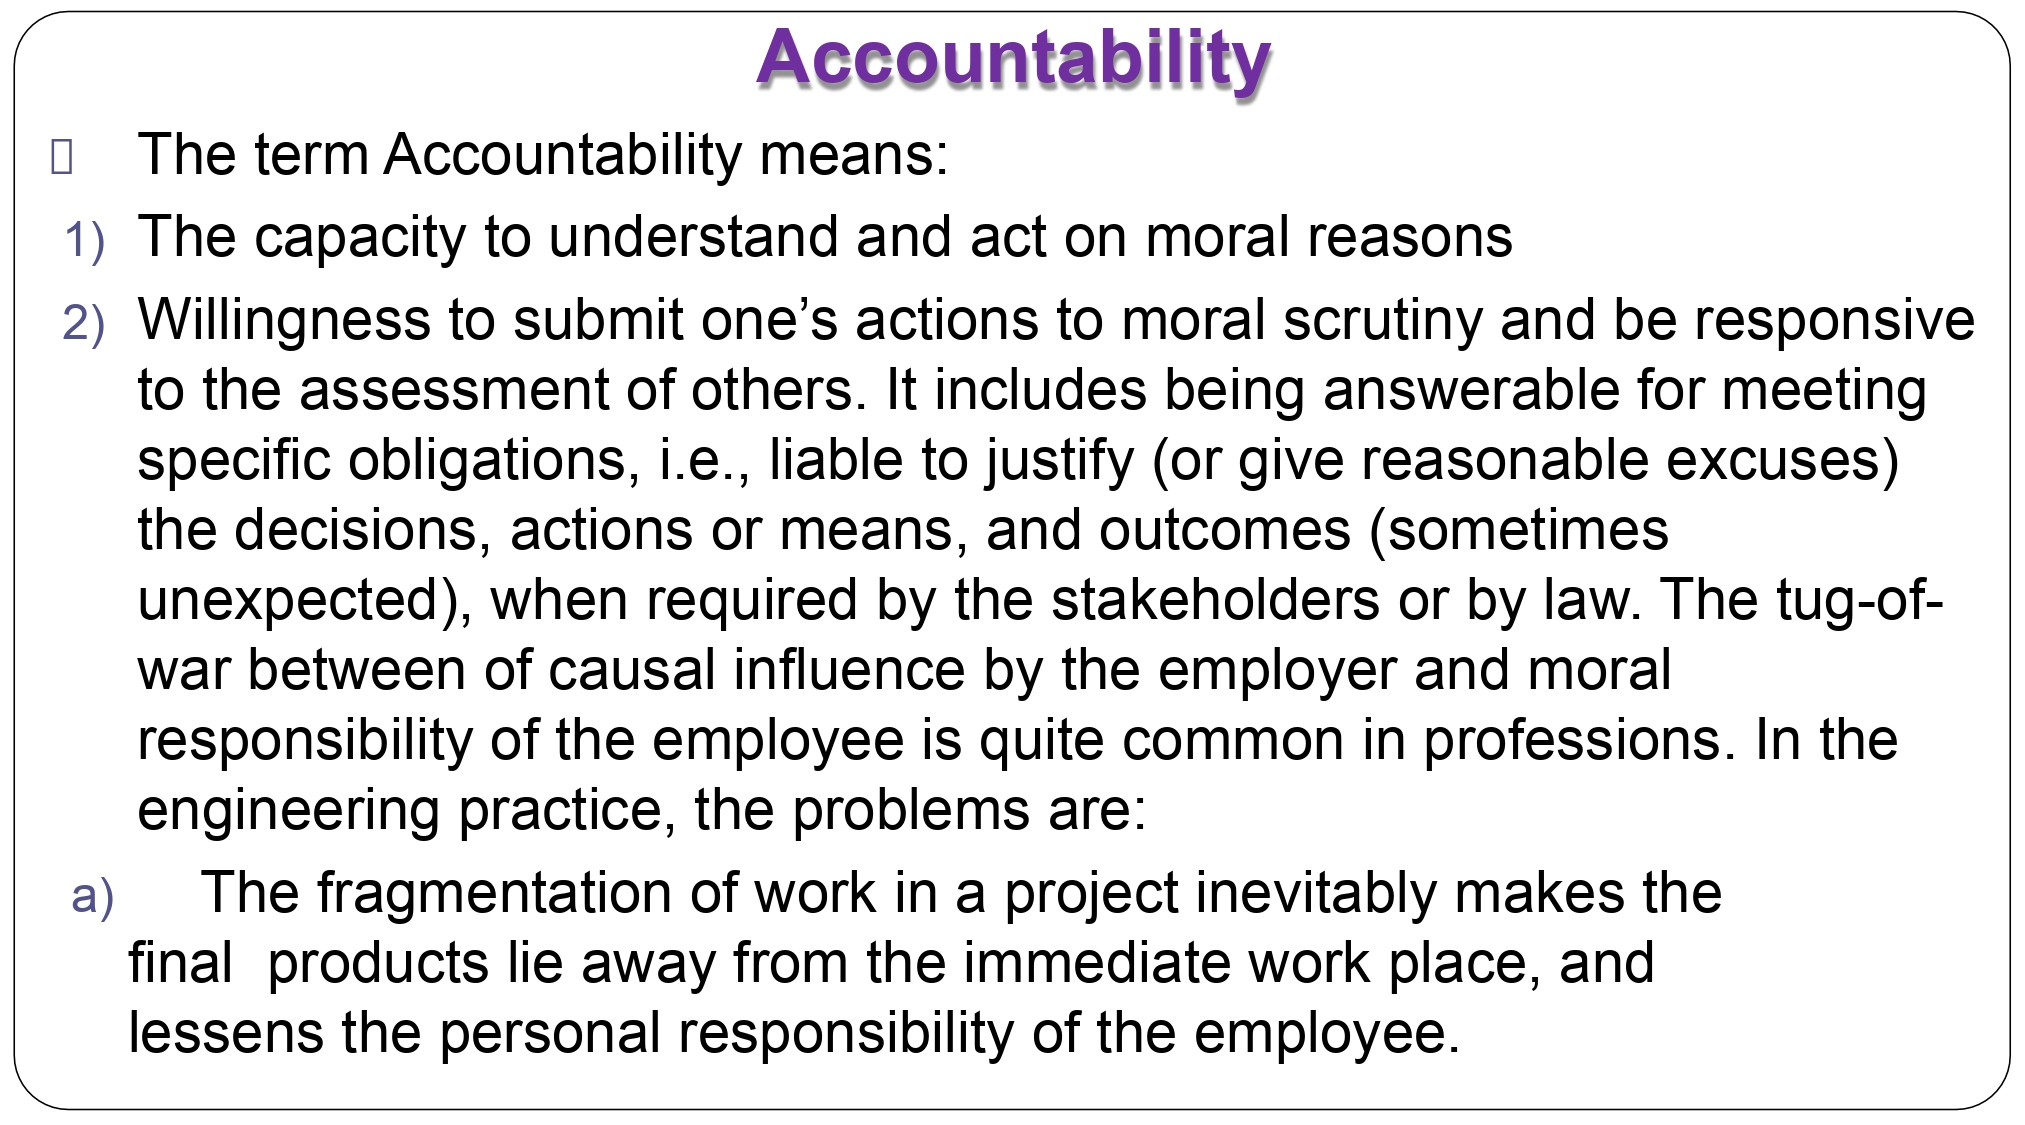 Accountability
The term Accountability means:
1) The capacity to understand and act on moral reasons
2) Willingness to submit one’s actions to moral scrutiny and be responsive
to the assessment of others. It includes being answerable for meeting
specific obligations, i.e., liable to justify (or give reasonable excuses)
the decisions, actions or means, and outcomes (sometimes
unexpected), when required by the stakeholders or by law. The tug-of-
war between of causal influence by the employer and moral
responsibility of the employee is quite common in professions. In the
engineering practice, the problems are:
a) The fragmentation of work in a project inevitably makes the
final products lie away from the immediate work place, and
lessens the personal responsibility of the employee.